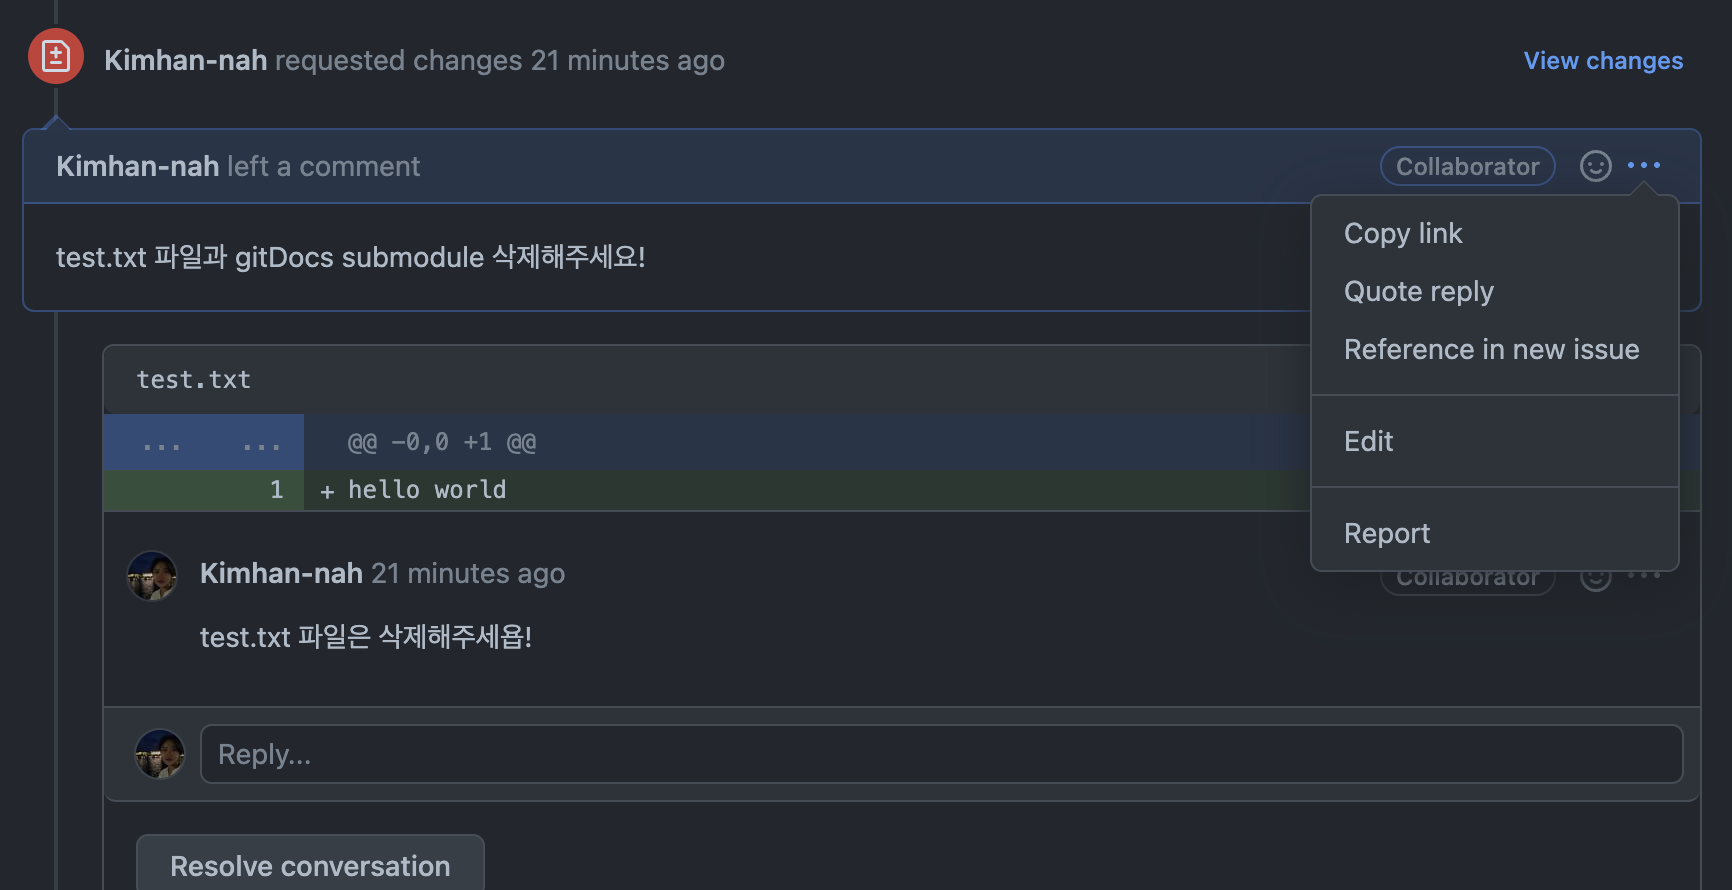 Kimhan-nah requested changes 21 minutes ago
View changes
Kimhan-nah left a comment
Collaborator
test.txt 파일과 gitDocs submodule 삭제해주세요!
Copy link
Quote reply
Reference in new issue
Edit
Report
test.txt
... ... @@ -0,0 +1 @@
1 + hello world
Kimhan-nah 21 minutes ago
Collaborator
test.txt 파일은 삭제해주세욥!
Reply...
Resolve conversation